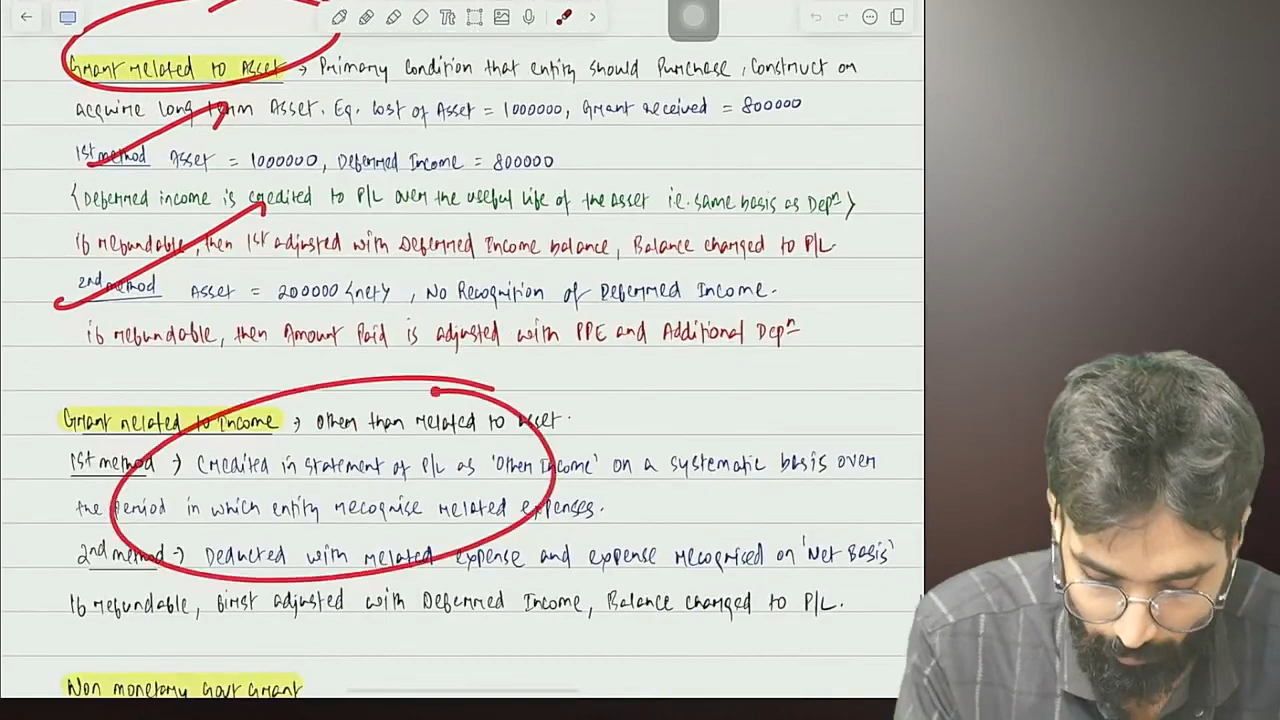 Grant related to Asset → Primary condition that entity should Purchase, Construct or
acquire long term Asset. Eg. Cost of Asset = 1000000, Grant received = 800000
1st method Asset = 1000000, Deferred Income = 800000
{Deferred income is credited to P/L over the useful life of the Asset i.e. same basis as Depn}
if refundable, then 1st adjusted with Deferred Income balance, Balance charged to P/L.
2nd method Asset = 200000 {net}, No Recognition of Deferred Income.
if refundable, then Amount Paid is adjusted with PPE and Additional Depn
Grant related to Income → Other than related to asset.
1st method → Credited in statement of P/L as 'Other Income' on a systematic basis over
the period in which entity recognise related expenses.
2nd method → Deducted with related expense and expense recognised on 'Net Basis'
If refundable, first adjusted with Deferred Income, Balance charged to P/L.
Non monetary Govt Grant